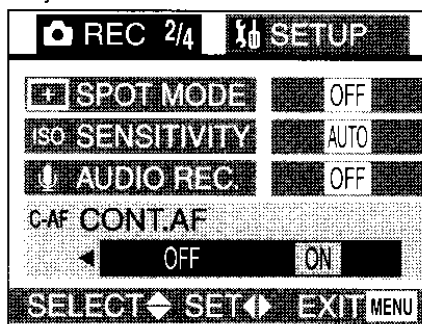 REC 2/4 SETUP
SPOT MODE OFF
ISO SENSITIVITY AUTO
AUDIO REC. OFF
C-AF CONT.AF
OFF ON
SELECT SET EXIT MENU